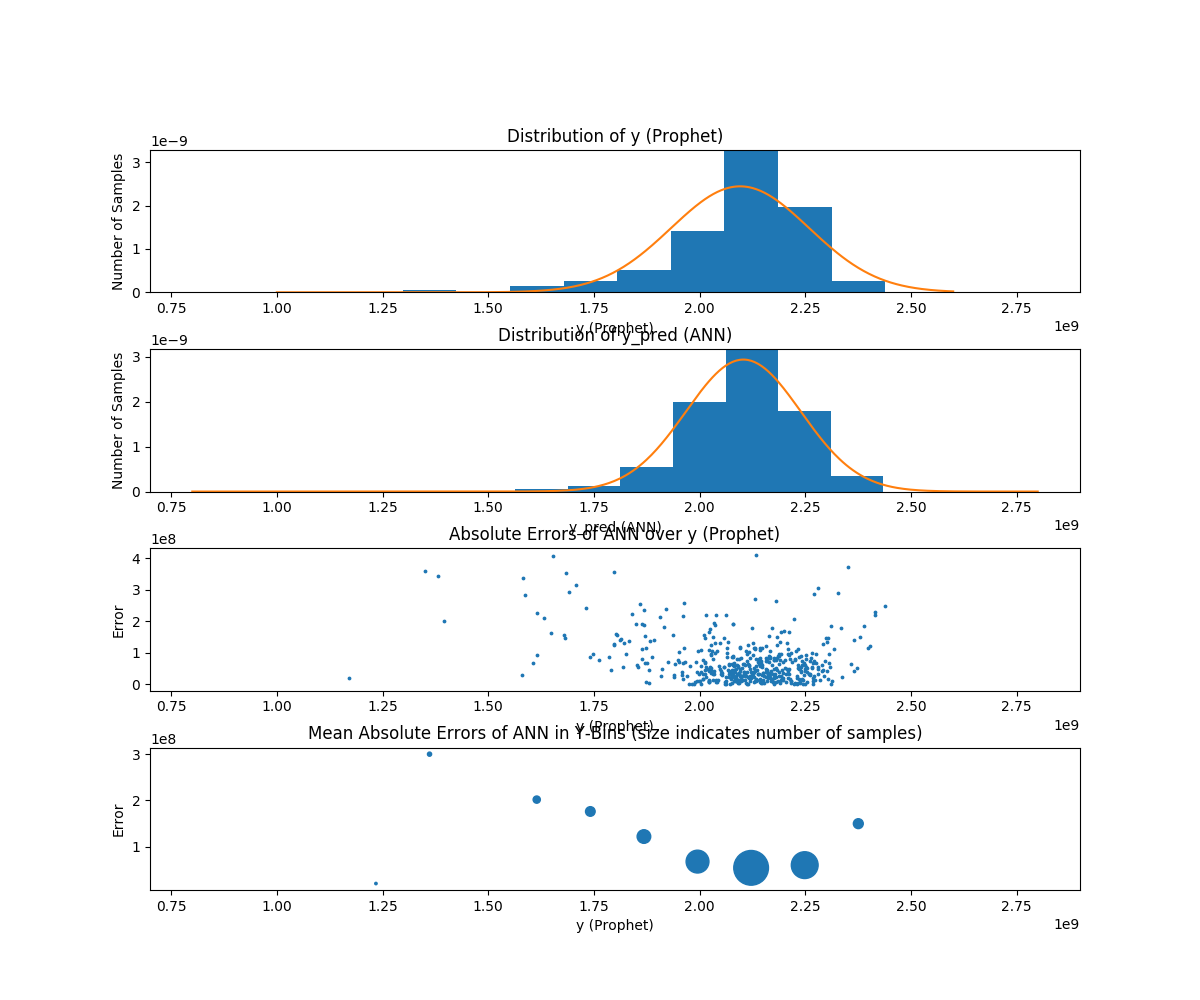 Distribution of y (Prophet)
1e−9
Number of Samples
3
2
1
0
0.75 1.00 1.25 1.50 1.75 2.00 2.25 2.50 2.75
1e9
y (Prophet)
Distribution of y_pred (ANN)
1e−9
Number of Samples
3
2
1
0
0.75 1.00 1.25 1.50 1.75 2.00 2.25 2.50 2.75
1e9
y_pred (ANN)
Absolute Errors of ANN over y (Prophet)
1e8
Error
4
3
2
1
0
0.75 1.00 1.25 1.50 1.75 2.00 2.25 2.50 2.75
1e9
y (Prophet)
Mean Absolute Errors of ANN in Y-Bins (size indicates number of samples)
1e8
Error
3
2
1
0.75 1.00 1.25 1.50 1.75 2.00 2.25 2.50 2.75
y (Prophet)
1e9